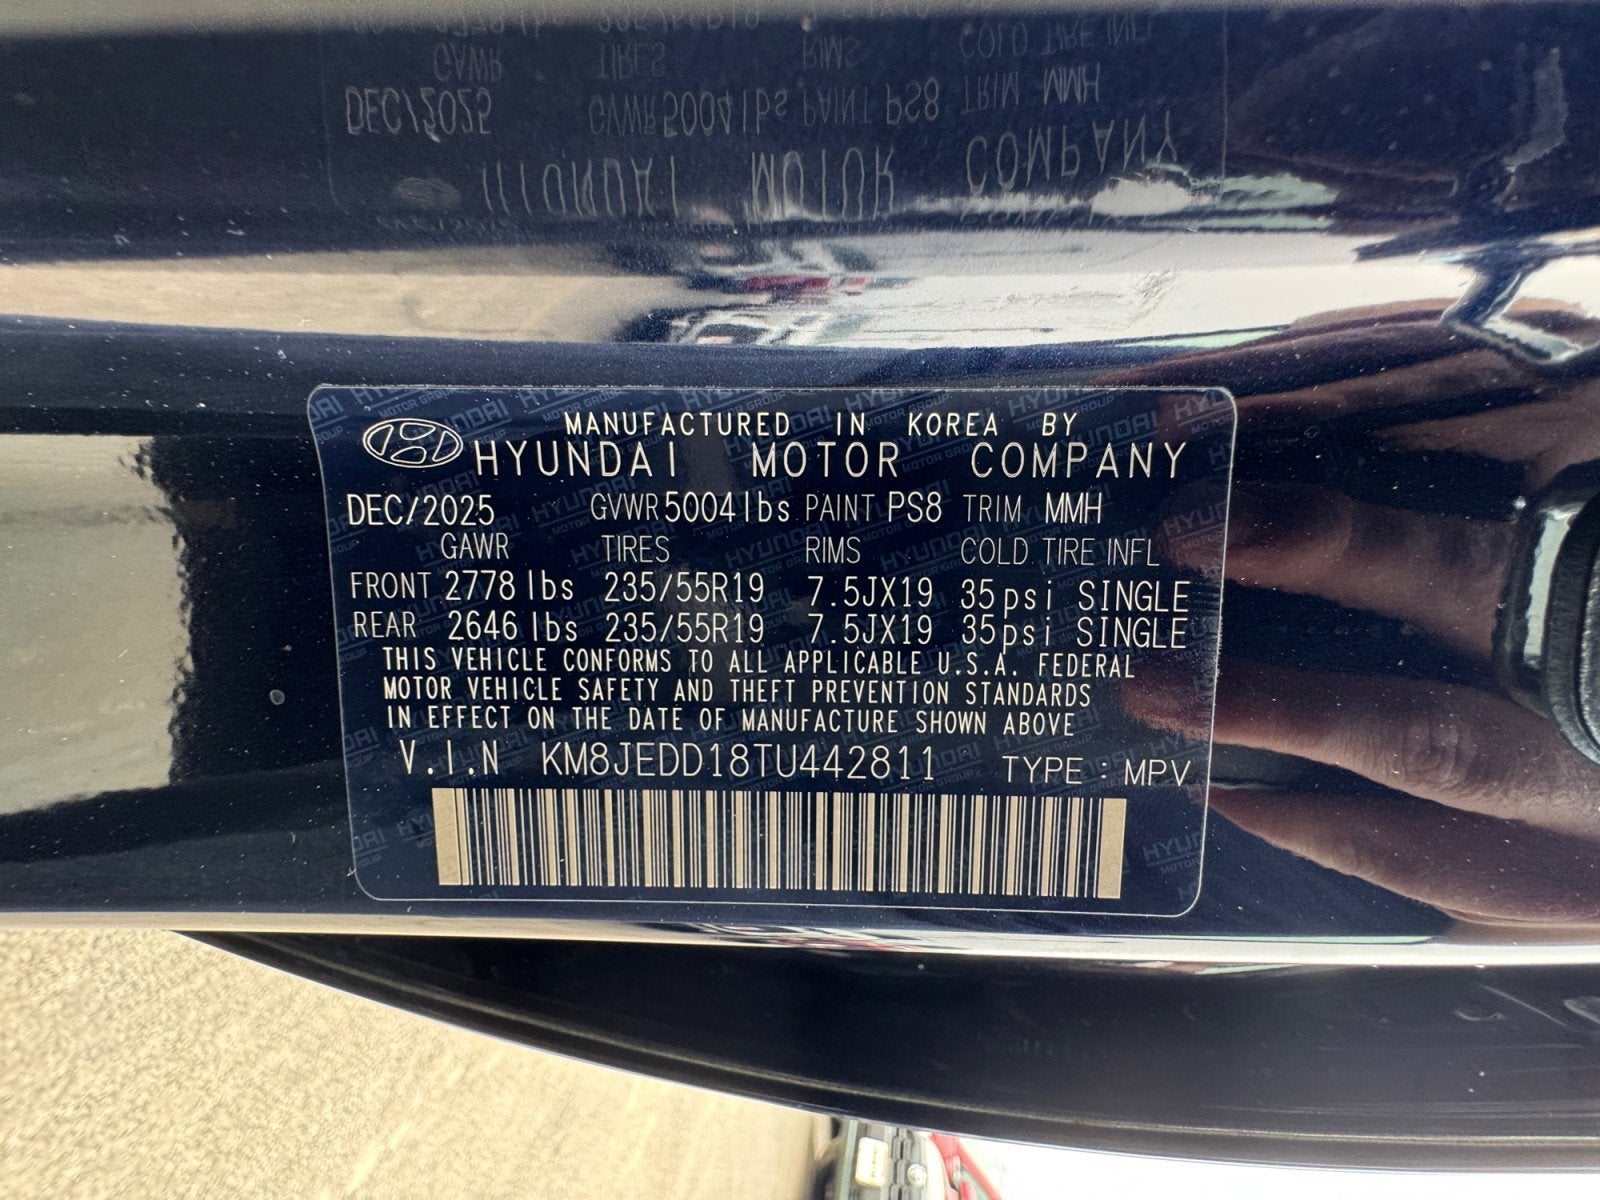 MANUFACTURED IN KOREA BY
HYUNDAI MOTOR COMPANY
DEC/2025 GVWR 5004lbs PAINT PS8 TRIM MMH
GAWR TIRES RIMS COLD TIRE INFL
FRONT 2778 lbs 235/55R19 7.5JX19 35psi SINGLE
REAR 2646 lbs 235/55R19 7.5JX19 35psi SINGLE
THIS VEHICLE CONFORMS TO ALL APPLICABLE U.S.A. FEDERAL
MOTOR VEHICLE SAFETY AND THEFT PREVENTION STANDARDS
IN EFFECT ON THE DATE OF MANUFACTURE SHOWN ABOVE
V.I.N KM8JEDD18TU442811 TYPE : MPV